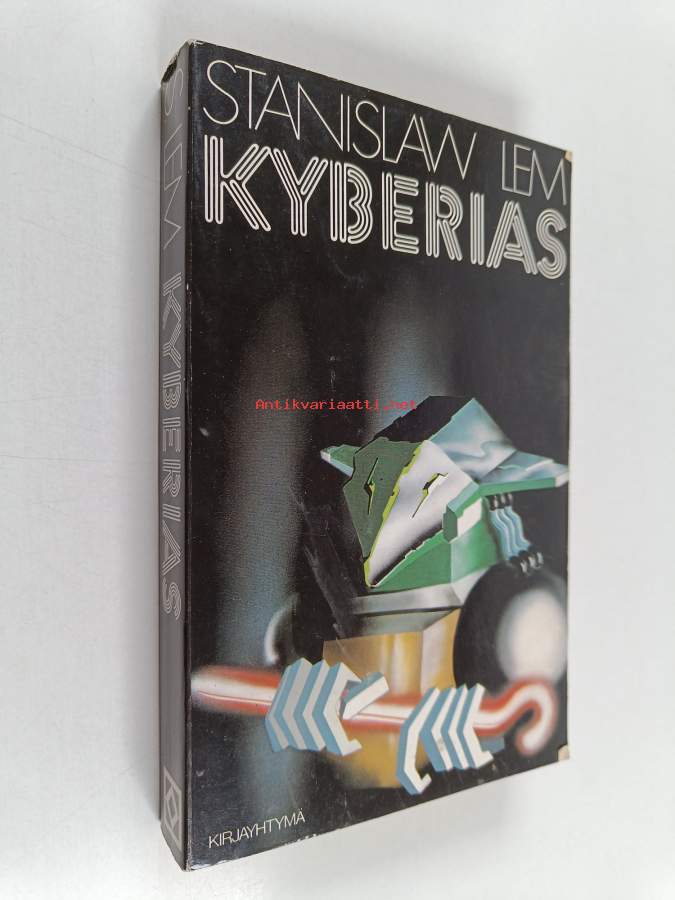 STANISLAW LEM
KYBERIAS
Antikvariaatti.net
KIRJAYHTYMÄ
S LEM KYBERIAS